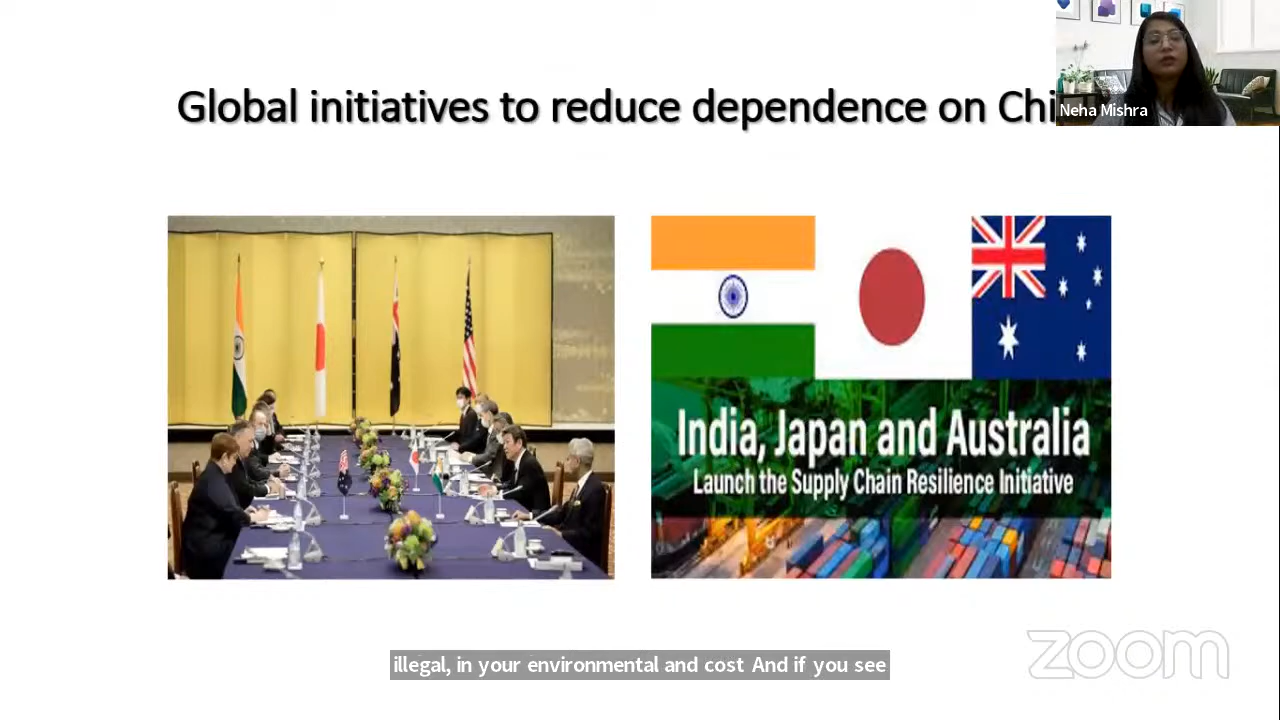 Global initiatives to reduce dependence on Chi
Neha Mishra
India, Japan and Australia
Launch the Supply Chain Resilience Initiative
illegal, in your environmental and cost And if you see
zoom